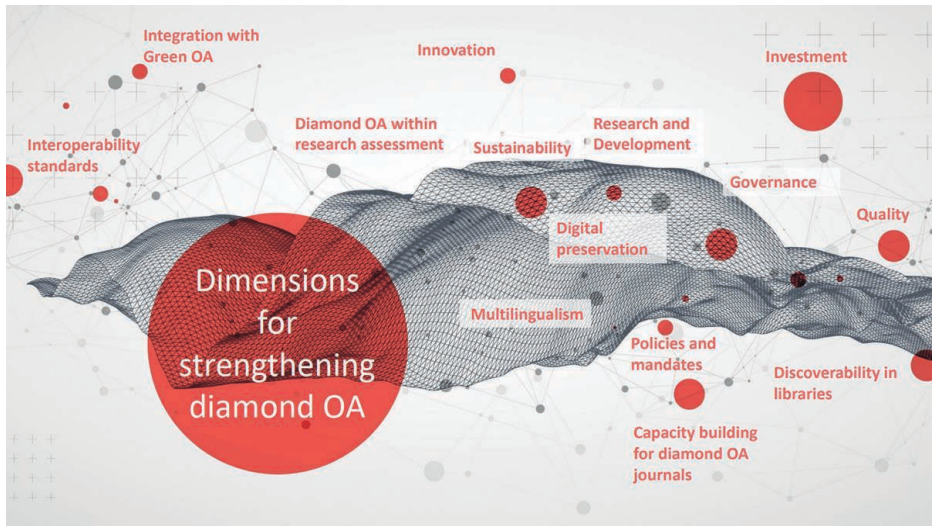 Integration with
Green OA
Innovation
Investment
Interoperability
standards
Diamond OA within
research assessment
Sustainability
Research and
Development
Governance
Quality
Digital
preservation
Dimensions
for
strengthening
diamond OA
Multilingualism
Policies and
mandates
Discoverability in
libraries
Capacity building
for diamond OA
journals